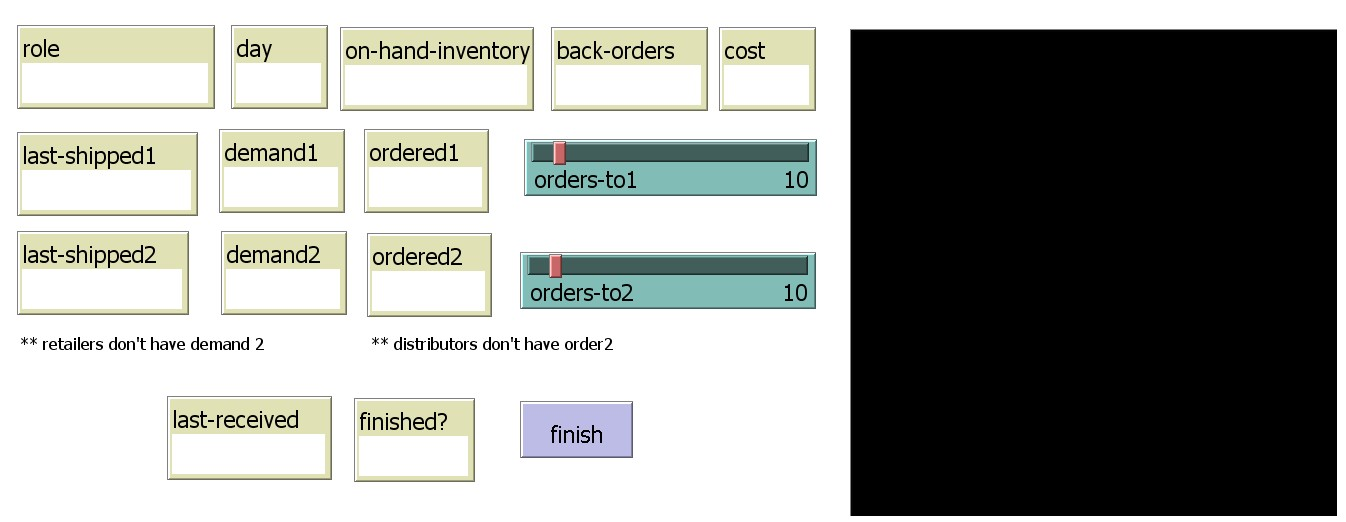 role
day
on-hand-inventory
back-orders
cost
last-shipped1
demand1
ordered1
orders-to1 10
last-shipped2
demand2
ordered2
orders-to2 10
** retailers don't have demand 2
** distributors don't have order2
last-received
finished?
finish